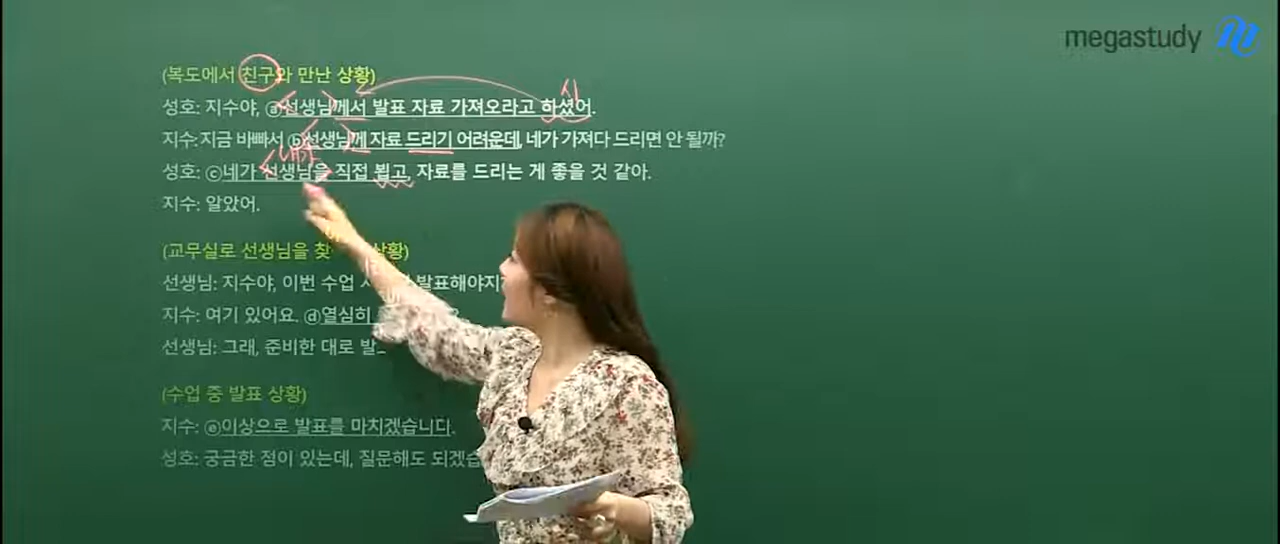 megastudy
(복도에서 친구와 만난 상황)
성호: 지수야, ⓐ선생님께서 발표 자료 가져오라고 하셨어.
시
지수: 지금 바빠서 ⓑ선생님께 자료 드리기 어려운데, 네가 가져다 드리면 안 될까?
성호: ⓒ네가 선생님을 직접 뵙고, 자료를 드리는 게 좋을 것 같아.
지수: 알았어.
(교무실로 선생님을 상황)
선생님: 지수야, 이번 수업 발표해야지?
지수: 여기 있어요. ⓓ열심히
선생님: 그래, 준비한 대로
(수업 중 발표 상황)
지수: ⓔ이상으로 발표를 마치겠습니다.
성호: 궁금한 점이 있는데, 질문해도